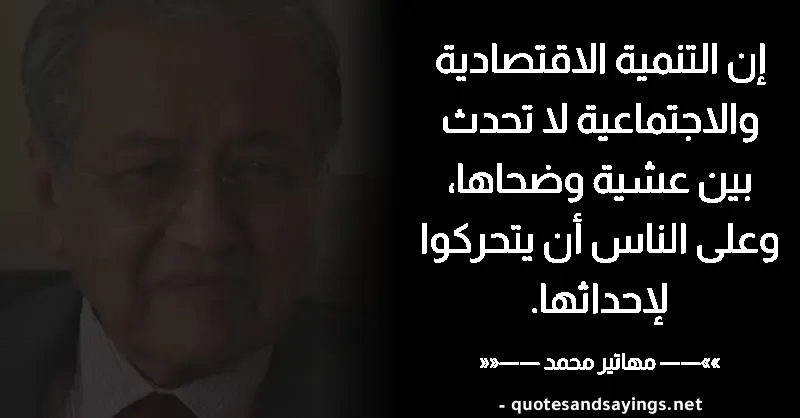 إن التنمية الاقتصادية
والاجتماعية لا تحدث
بين عشية وضحاها،
وعلى الناس أن يتحركوا
لإحداثها.
»»—— مهاتير محمد ——««
- quotesandsayings.net